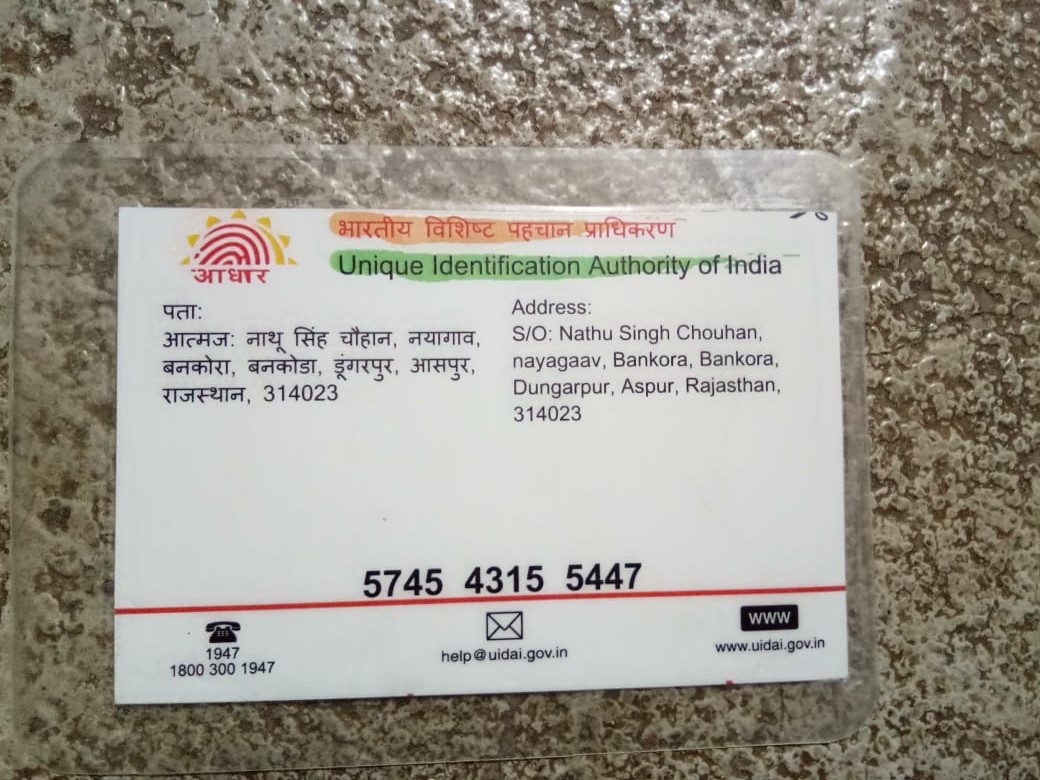 आधार
भारतीय विशिष्ट पहचान प्राधिकरण
Unique Identification Authority of India
पता:
आत्मज: नाथू सिंह चौहान, नयागाव,
बनकोरा, बनकोडा, डूंगरपुर, आसपुर,
राजस्थान, 314023
Address:
S/O: Nathu Singh Chouhan,
nayagaav, Bankora, Bankora,
Dungarpur, Aspur, Rajasthan,
314023
5745 4315 5447
1947
1800 300 1947
help@uidai.gov.in
www
www.uidai.gov.in